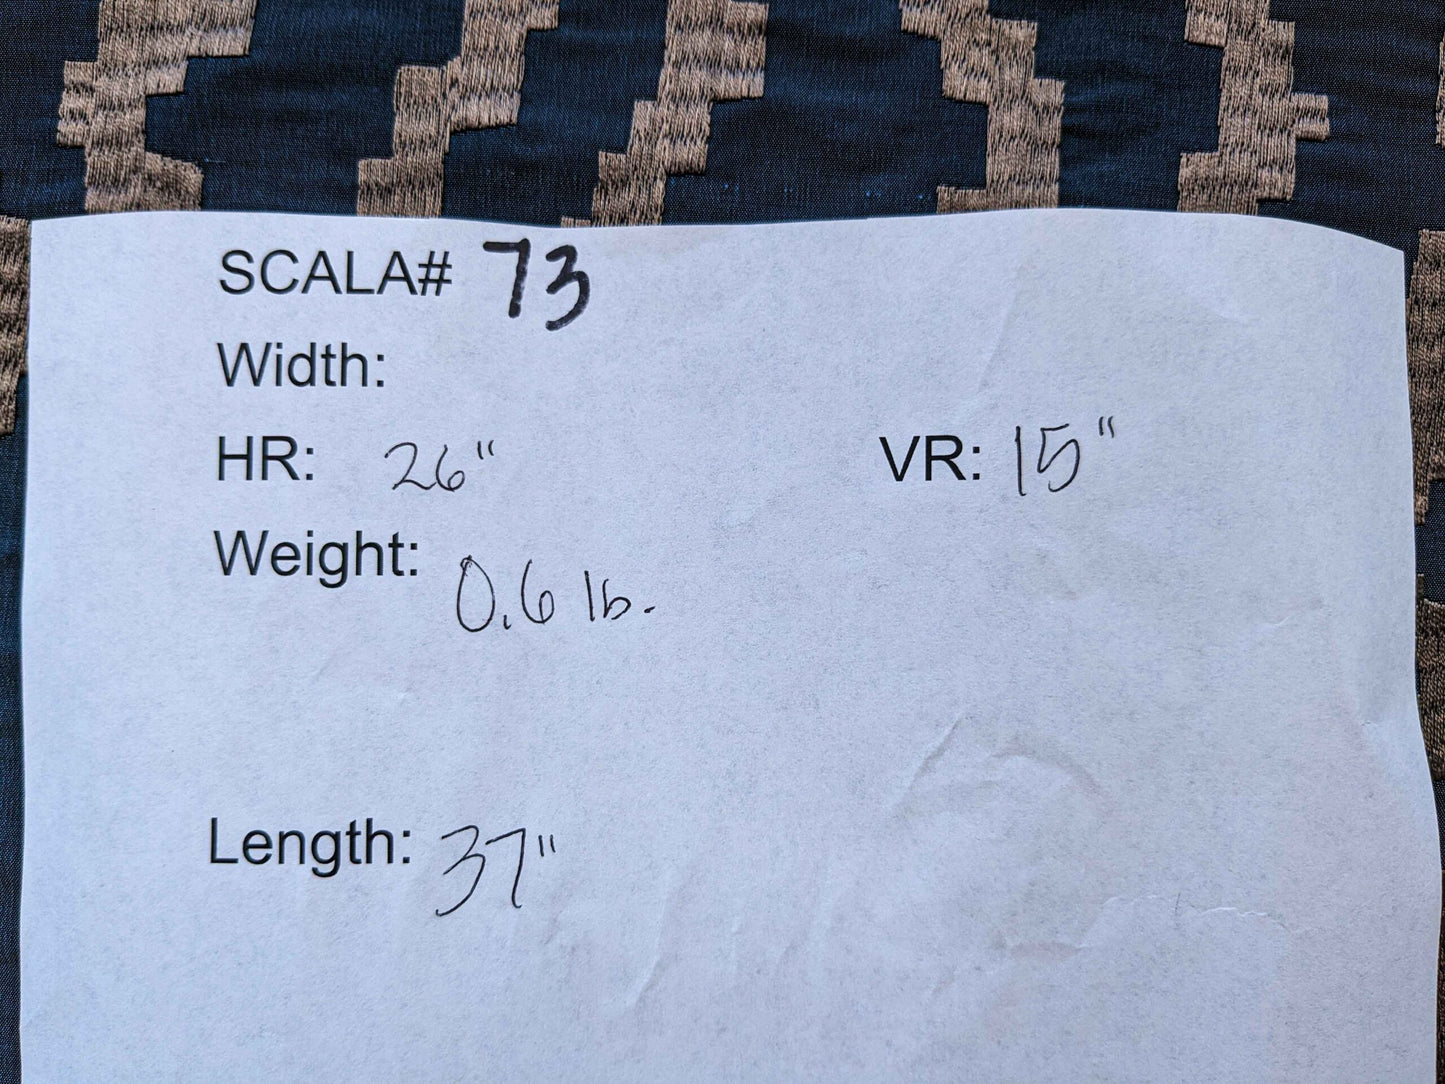 SCALA# 73
Width:
HR: 26" VR: 15"
Weight: 0.6 lb.
Length: 37"